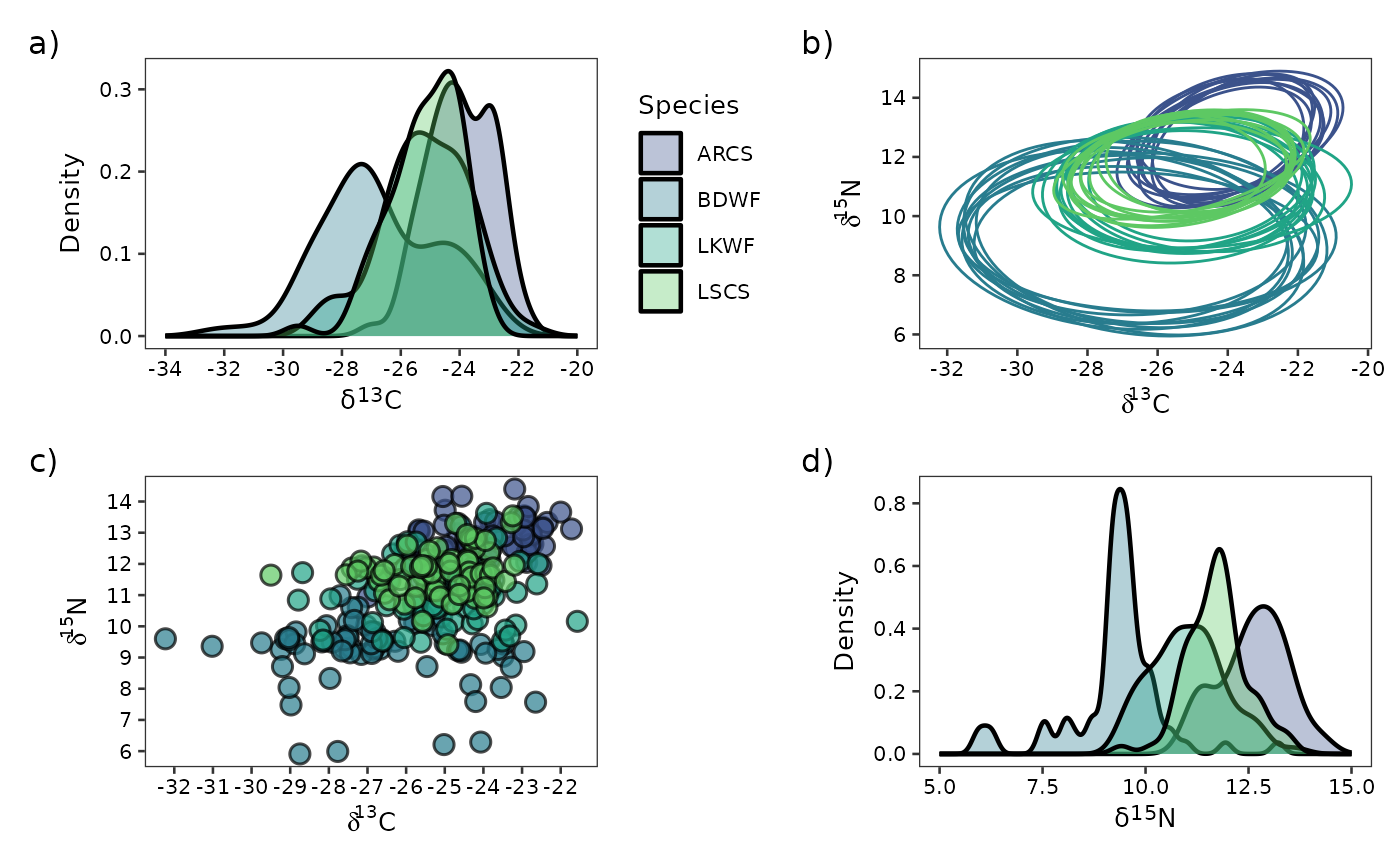 a)
Density
0.3
0.2
0.1
0.0
-34 -32 -30 -28 -26 -24 -22 -20
δ¹³C
Species
ARCS
BDWF
LKWF
LSCS
b)
δ¹⁵N
14
12
10
8
6
-32 -30 -28 -26 -24 -22 -20
δ¹³C
c)
δ¹⁵N
14
13
12
11
10
9
8
7
6
-32 -31 -30 -29 -28 -27 -26 -25 -24 -23 -22
δ¹³C
d)
Density
0.8
0.6
0.4
0.2
0.0
5.0 7.5 10.0 12.5 15.0
δ¹⁵N